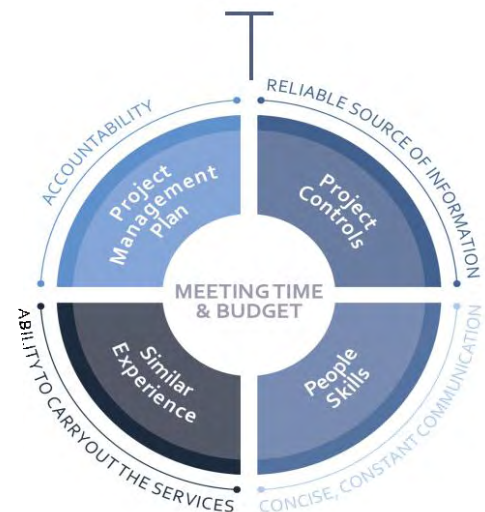 ACCOUNTABILITY
RELIABLE SOURCE OF INFORMATION
Project
Management
Plan
Project
Controls
MEETING TIME
& BUDGET
Similar
Experience
People
Skills
ABILITY TO CARRY OUT THE SERVICES
CONCISE, CONSTANT COMMUNICATION